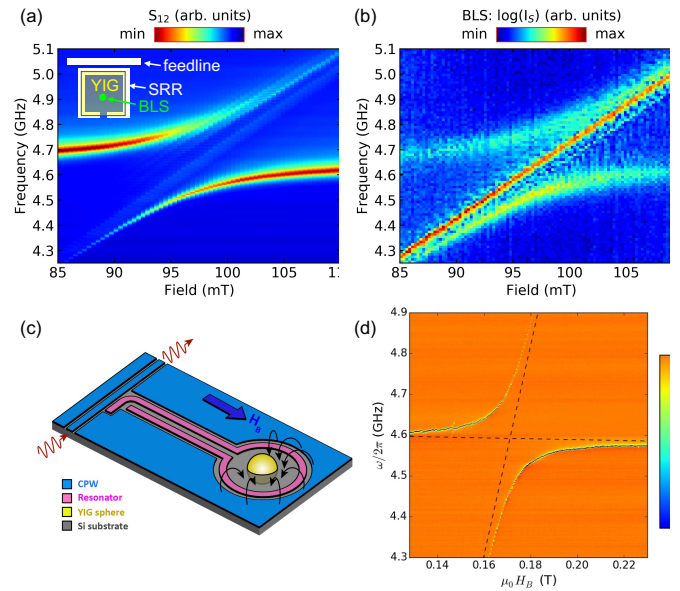 (a)
S₁₂ (arb. units)
min max
5.1
5.0
4.9
4.8
4.7
4.6
4.5
4.4
4.3
Frequency (GHz)
feedline
YIG
SRR
BLS
85 90 95 100 105 11
Field (mT)
(b)
BLS: log(I_S) (arb. units)
min max
5.1
5.0
4.9
4.8
4.7
4.6
4.5
4.4
4.3
Frequency (GHz)
85 90 95 100 105
Field (mT)
(c)
H_B
CPW
Resonator
YIG sphere
Si substrate
(d)
4.9
4.8
4.7
4.6
4.5
4.4
4.3
ω/2π (GHz)
0.14 0.16 0.18 0.20 0.22
μ₀H_B (T)